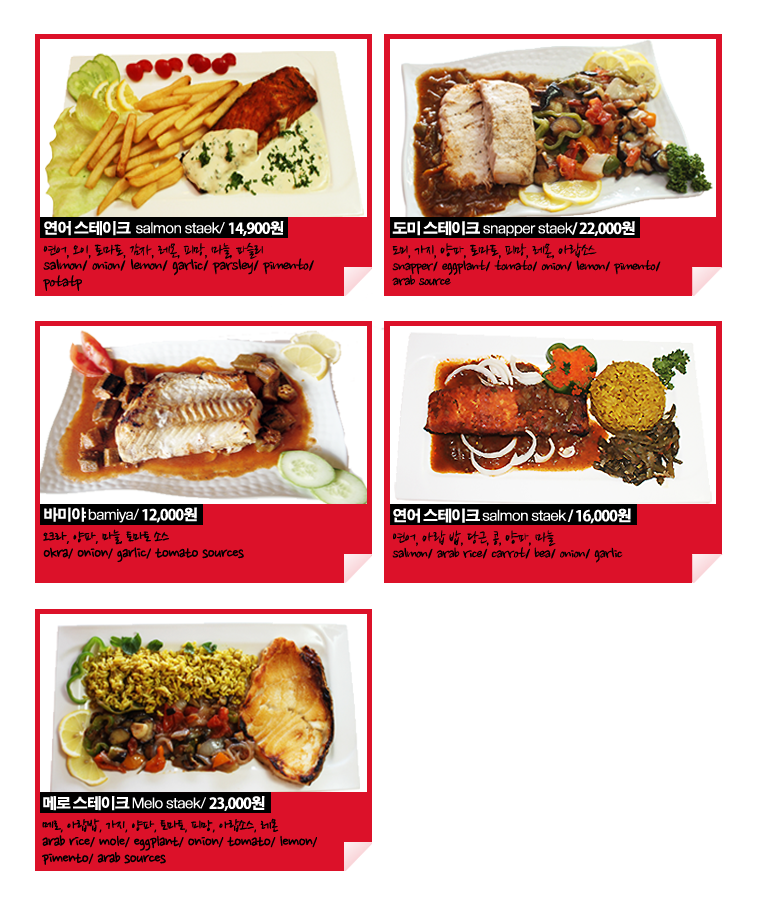 연어 스테이크 salmon staek/ 14,900원
연어, 오이, 토마토, 감자, 레몬, 피망, 마늘, 파슬리
salmon/ onion/ lemon/ garlic/ parsley/ pimento/
potatp
도미 스테이크 snapper staek/ 22,000원
도미, 가지, 양파, 토마토, 피망, 레몬, 아랍소스
snapper/ eggplant/ tomato/ onion/ lemon/ pimento/
arab source
바미야 bamiya/ 12,000원
오크라, 양파, 마늘, 토마토 소스
okra/ onion/ garlic/ tomato sources
연어 스테이크 salmon staek / 16,000원
연어, 아랍 밥, 당근, 콩, 양파, 마늘
salmon/ arab rice/ carrot/ bea/ onion/ garlic
메로 스테이크 Melo staek/ 23,000원
메로, 아랍밥, 가지, 양파, 토마토, 피망, 아랍소스, 레몬
arab rice/ mole/ eggplant/ onion/ tomato/ lemon/
pimento/ arab sources